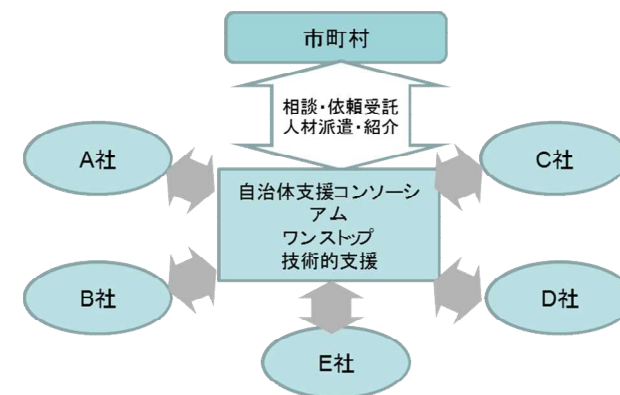 市町村
相談・依頼受託
人材派遣・紹介
A社
C社
自治体支援コンソーシ
アム
ワンストップ
技術的支援
B社
D社
E社